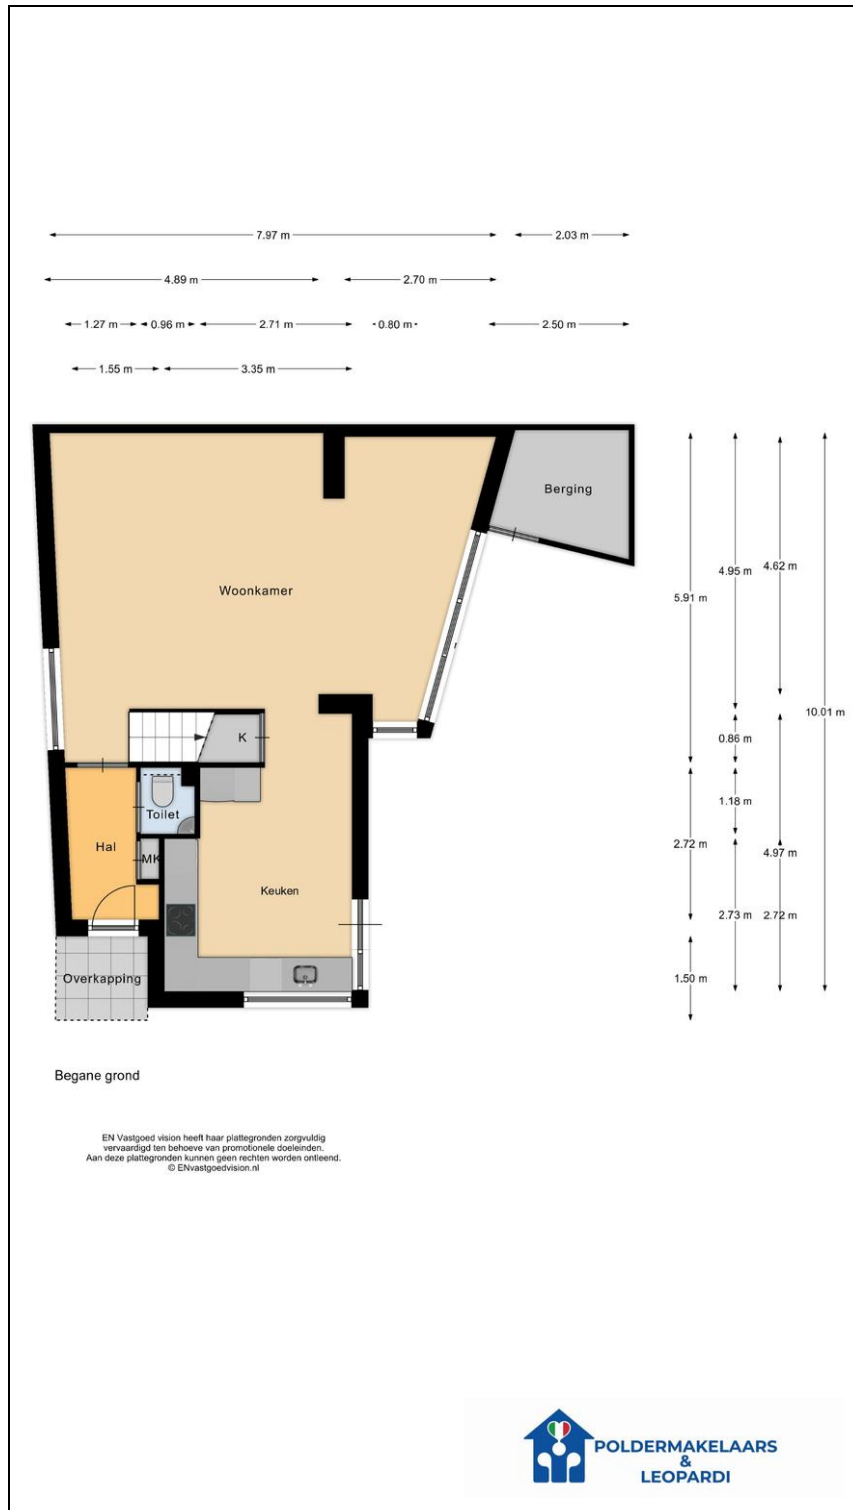 7.97 m
2.03 m
4.89 m
2.70 m
1.27 m
0.96 m
2.71 m
0.80 m
2.50 m
1.55 m
3.35 m
Berging
Woonkamer
4.95 m
4.62 m
5.91 m
10.01 m
K
0.86 m
1.18 m
Toilet
Hal
MK
2.72 m
4.97 m
Keuken
2.73 m
2.72 m
Overkapping
1.50 m
Begane grond
EN Vastgoed vision heeft haar plattegronden zorgvuldig
vervaardigd ten behoeve van promotionele doeleinden.
Aan deze plattegronden kunnen geen rechten worden ontleend.
© ENvastgoedvision.nl
POLDERMAKELAARS
&
LEOPARDI